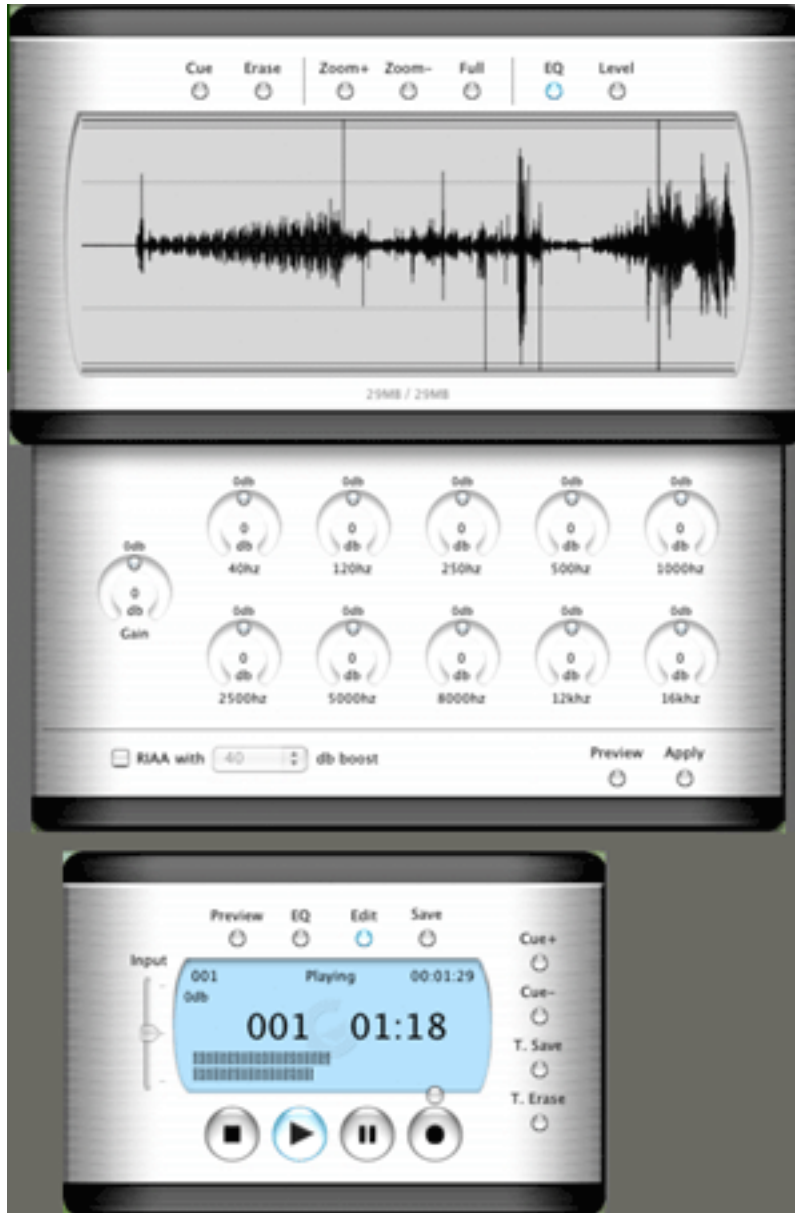 Cue Erase Zoom+ Zoom- Full EQ Level
29MB / 29MB
0db 0db 0db 0db 0db
0 0 0 0 0
db db db db db
40hz 120hz 250hz 500hz 1000hz
0db
0
db
Gain
0db 0db 0db 0db 0db
0 0 0 0 0
db db db db db
2500hz 5000hz 8000hz 12khz 16khz
RIAA with 40 db boost
Preview Apply
Preview EQ Edit Save
Input
001 Playing 00:01:29
0db
001 01:18
Cue+
Cue-
T. Save
T. Erase